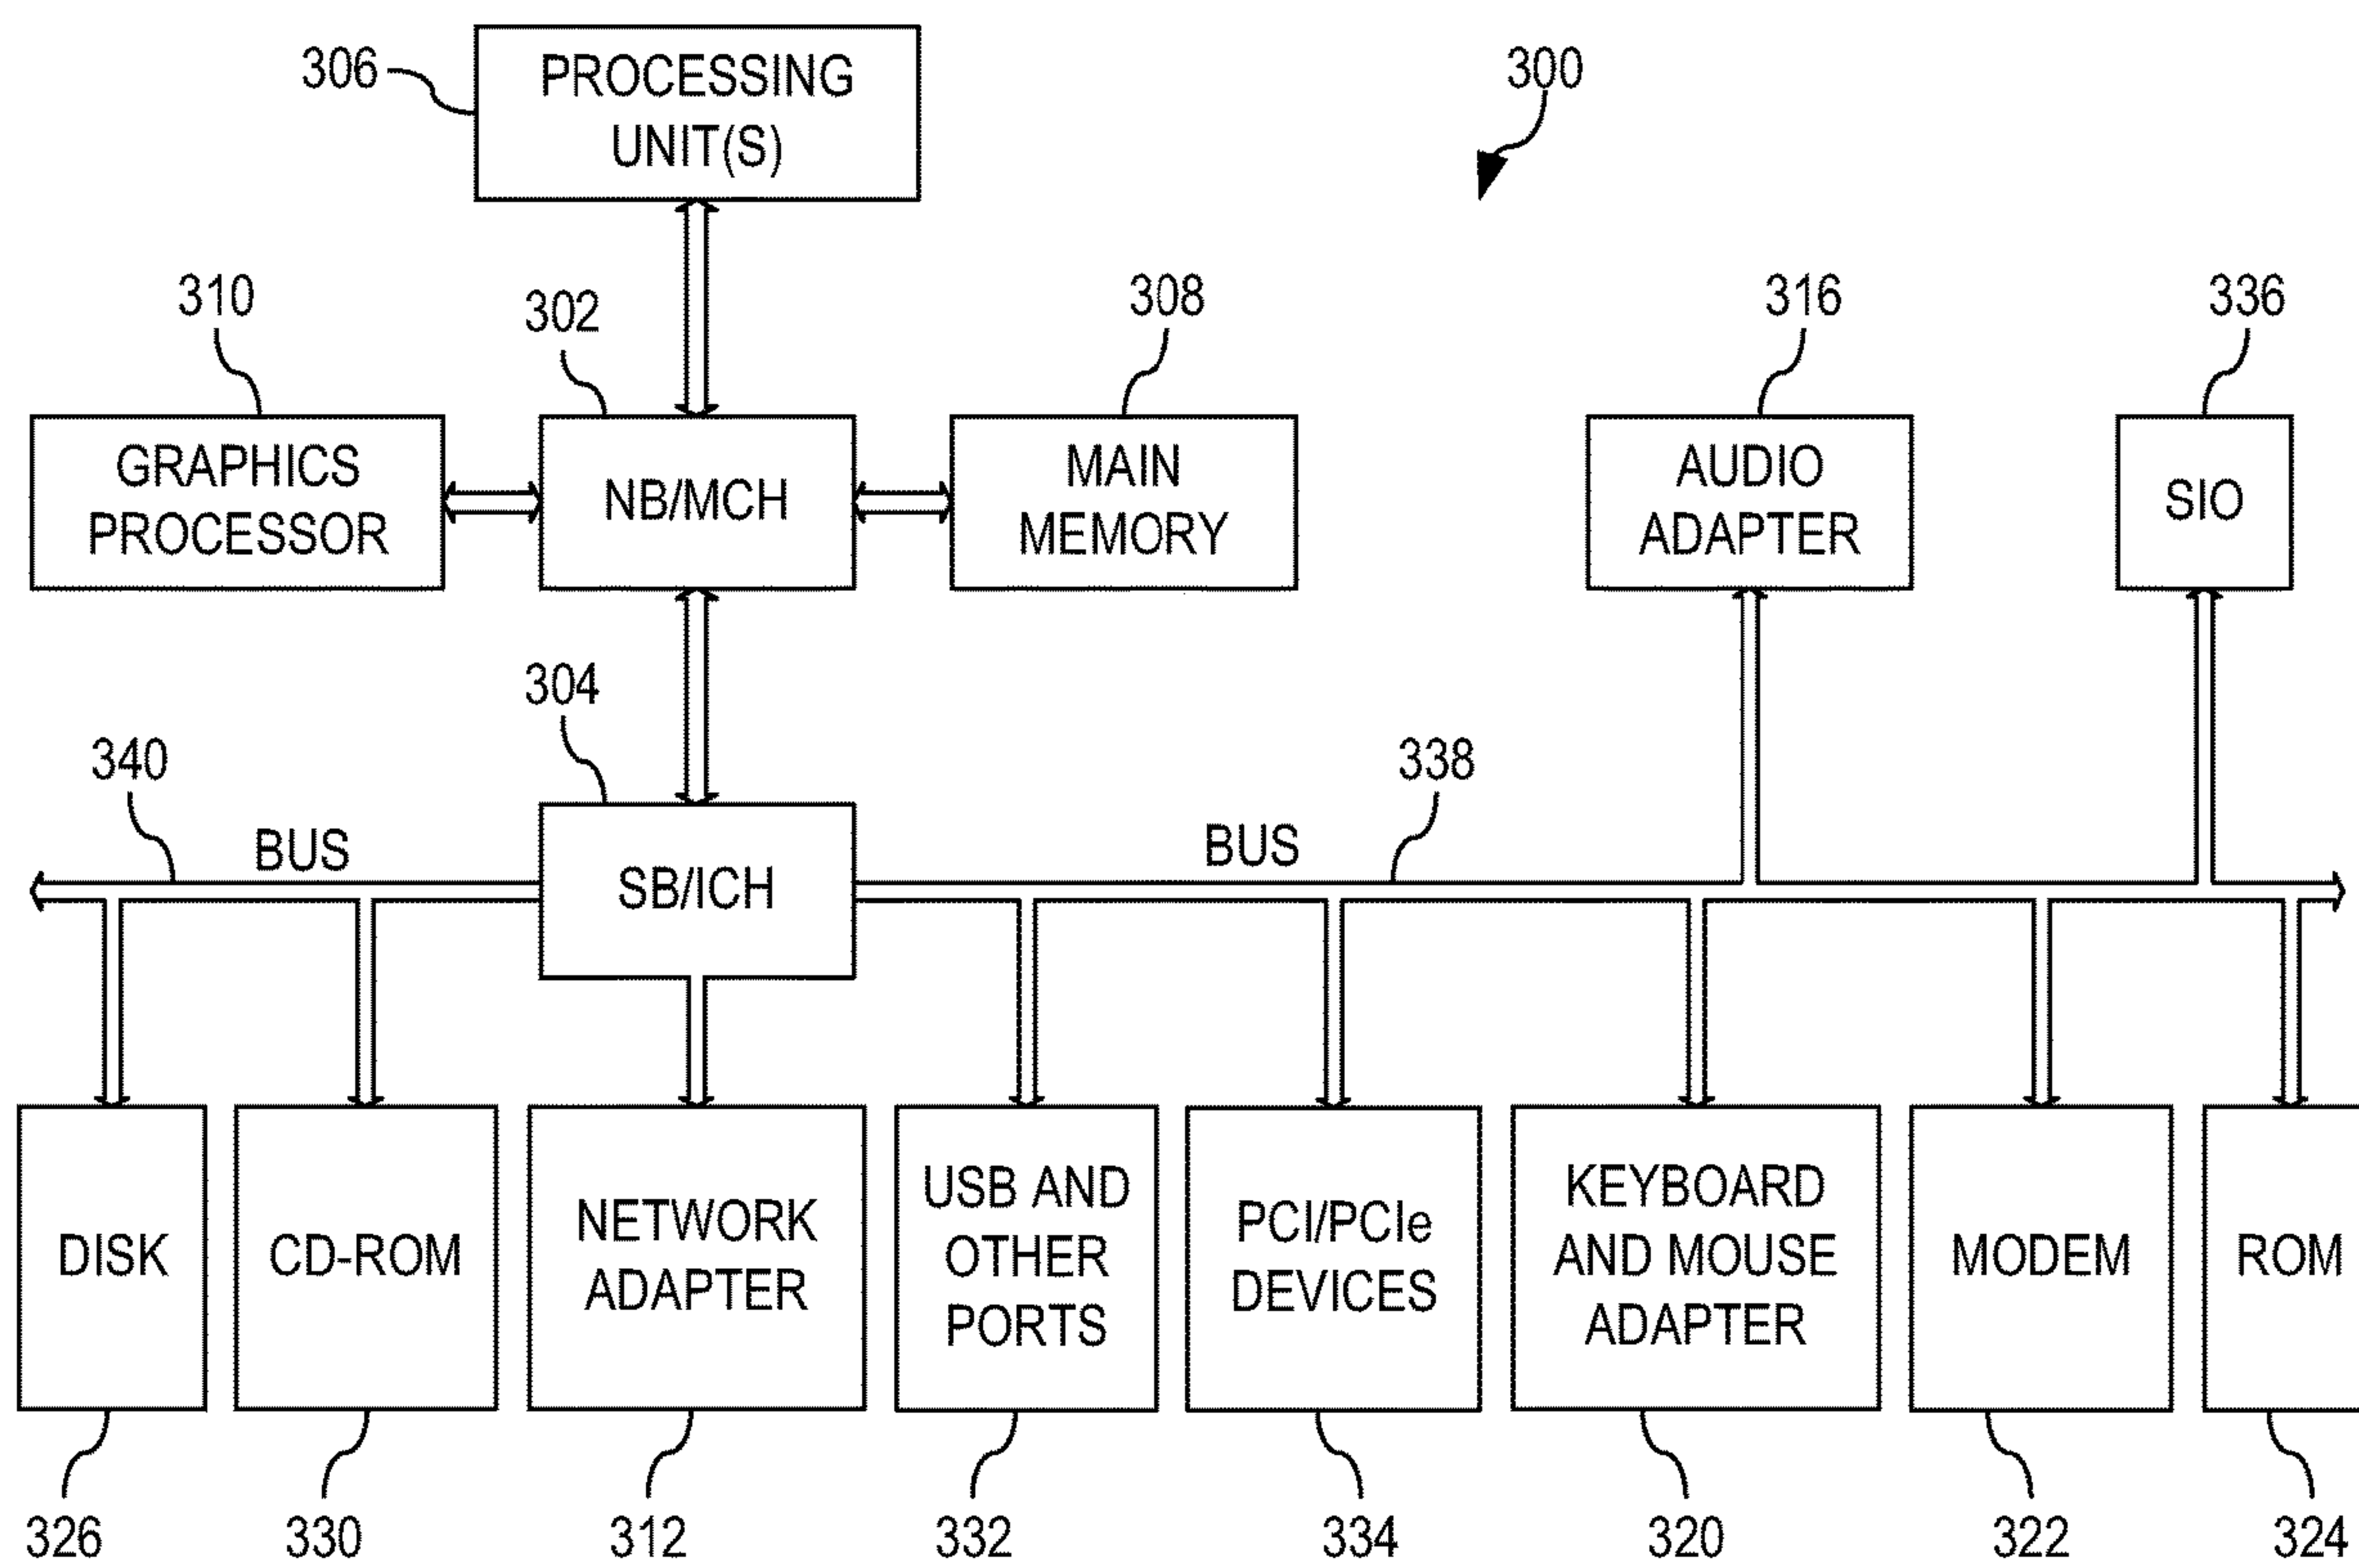 306
PROCESSING
UNIT(S)
300
310
302
308
316
336
GRAPHICS
PROCESSOR
NB/MCH
MAIN
MEMORY
AUDIO
ADAPTER
SIO
304
340
338
BUS
BUS
SB/ICH
DISK
CD-ROM
NETWORK
ADAPTER
USB AND
OTHER
PORTS
PCI/PCIe
DEVICES
KEYBOARD
AND MOUSE
ADAPTER
MODEM
ROM
326
330
312
332
334
320
322
324